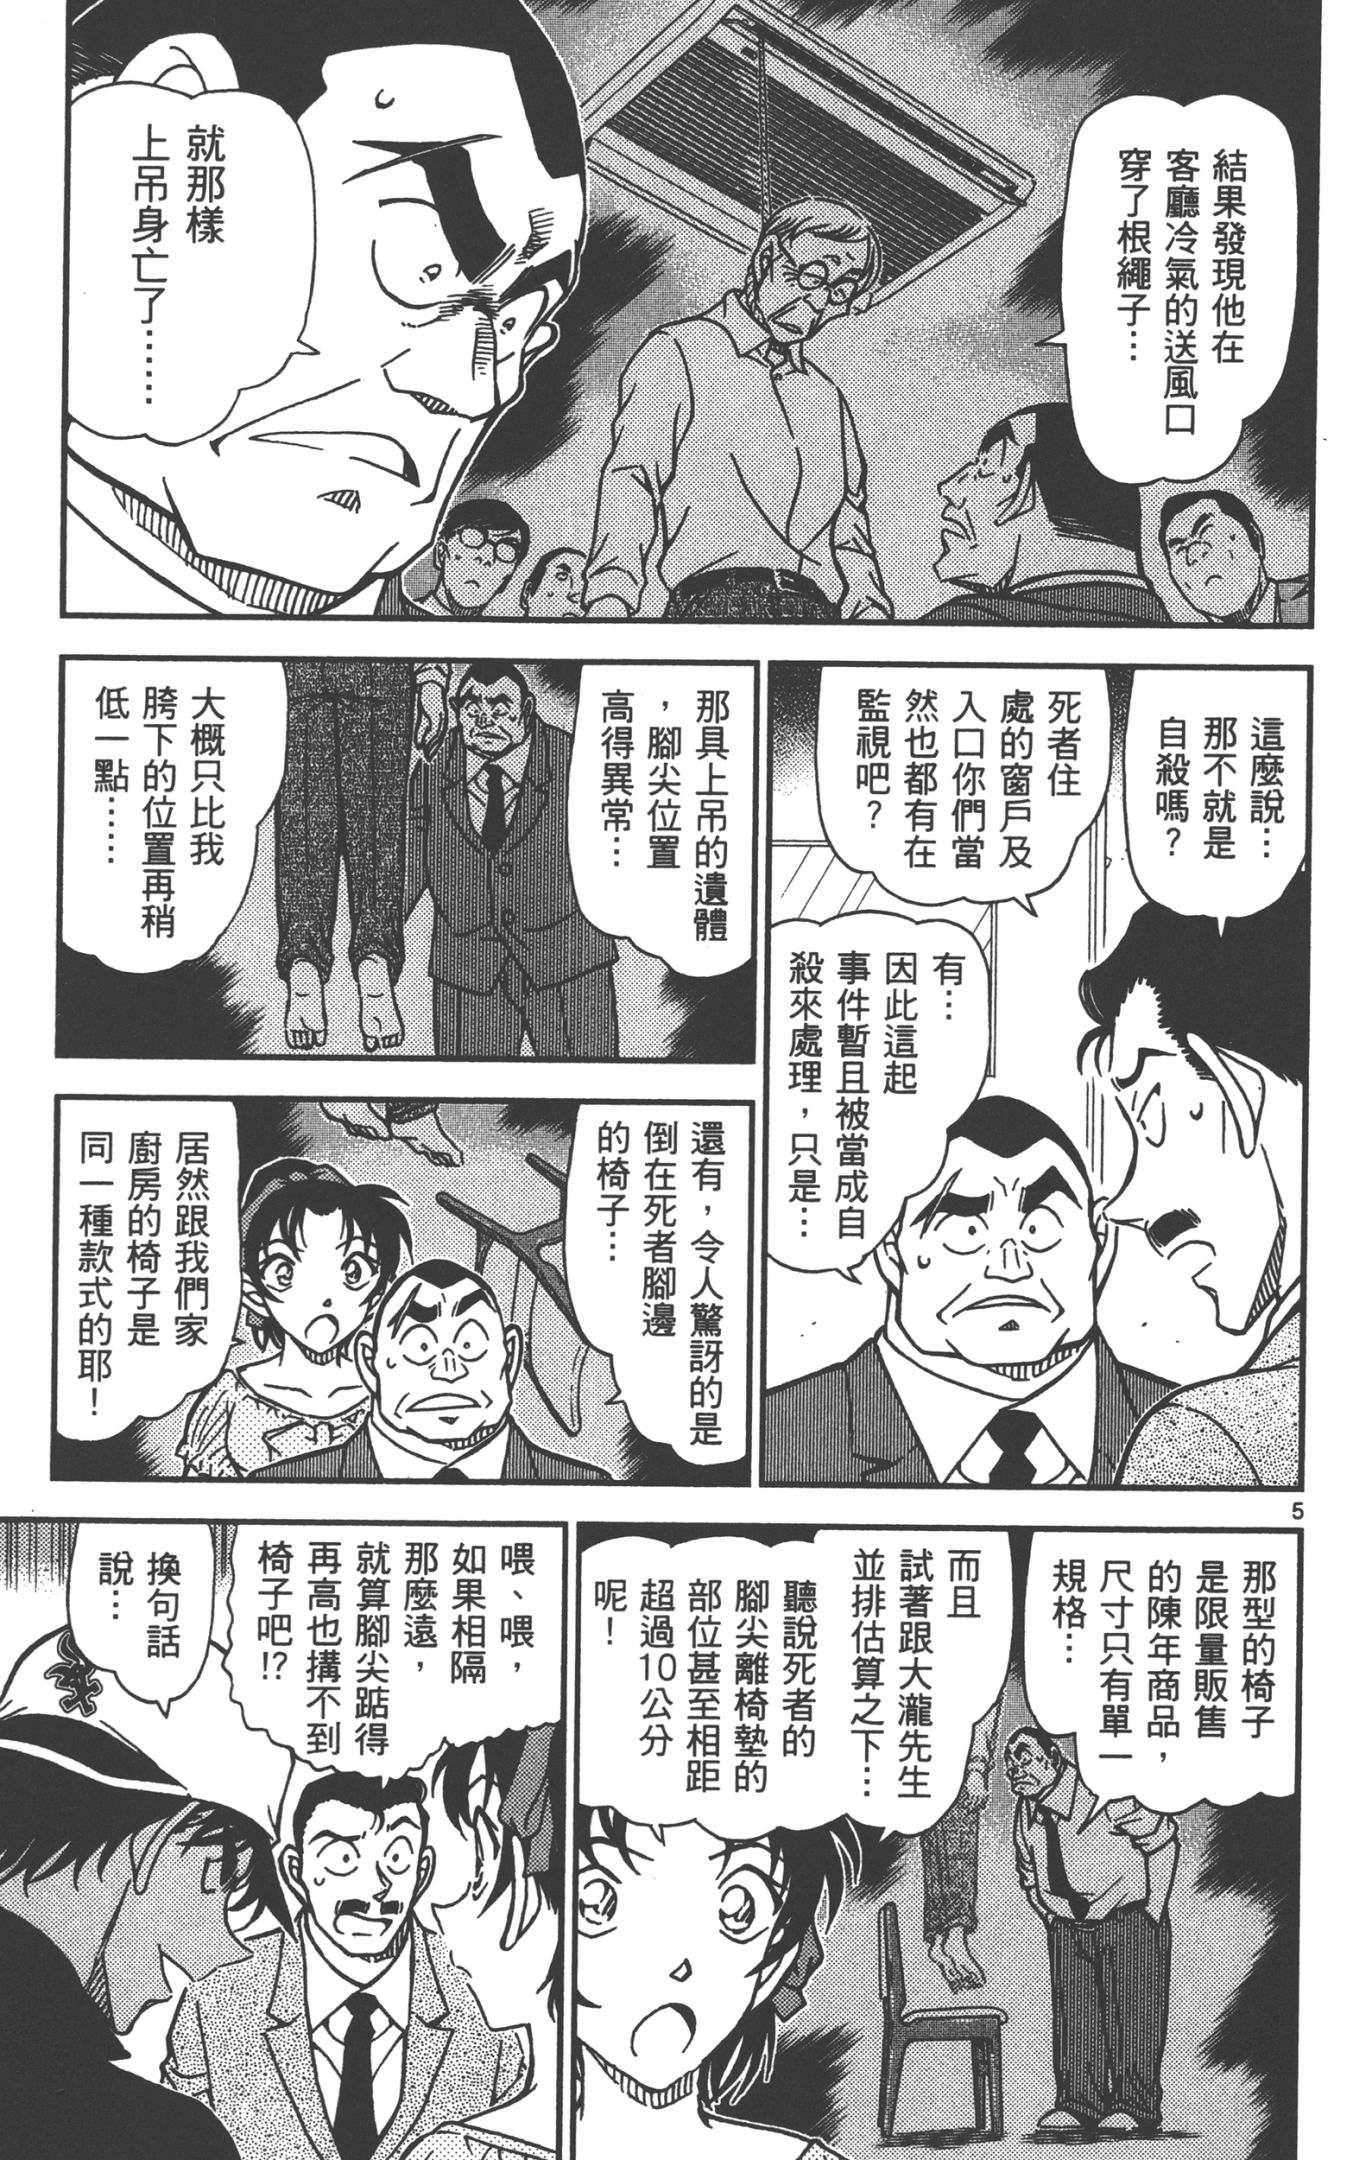 結果發現他在
客廳冷氣的送風口
穿了根繩子…
就那樣
上吊身亡了……
這麼說…
那不就是
自殺嗎?
死者住
處的窗戶及
入口你們當
然也都有在
監視吧?
有…
因此這起
事件暫且被當成自
殺來處理,只是…
那具上吊的遺體
,腳尖位置
高得異常…
大概只比我
胯下的位置再稍
低一點……
還有,令人驚訝的是
倒在死者腳邊
的椅子…
居然跟我們家
廚房的椅子是
同一種款式的耶!
5
那型的椅子
是限量販售
的陳年商品,
尺寸只有單一
規格…
而且
試著跟大瀧先生
並排估算之下…
聽說死者的
腳尖離椅墊的
部位甚至相距
超過10公分
呢!
喂、喂,
如果相隔
那麼遠,
就算腳尖踮得
再高也搆不到
椅子吧!?
換句話
說…